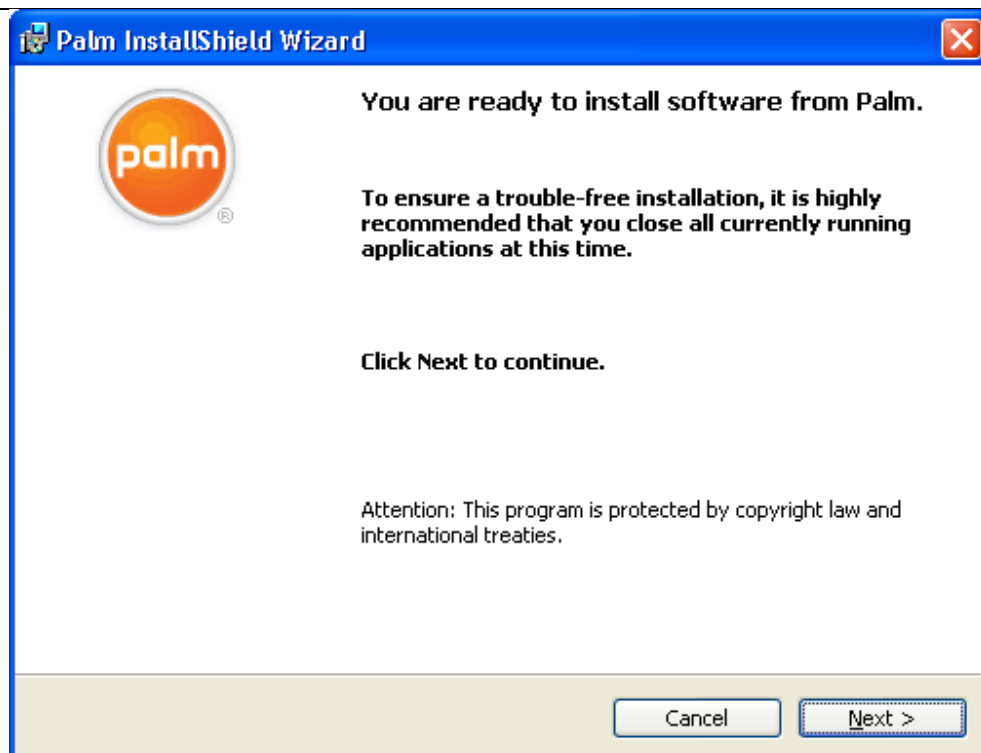 Palm InstallShield Wizard
palm
®
You are ready to install software from Palm.
To ensure a trouble-free installation, it is highly
recommended that you close all currently running
applications at this time.
Click Next to continue.
Attention: This program is protected by copyright law and
international treaties.
Cancel
Next >